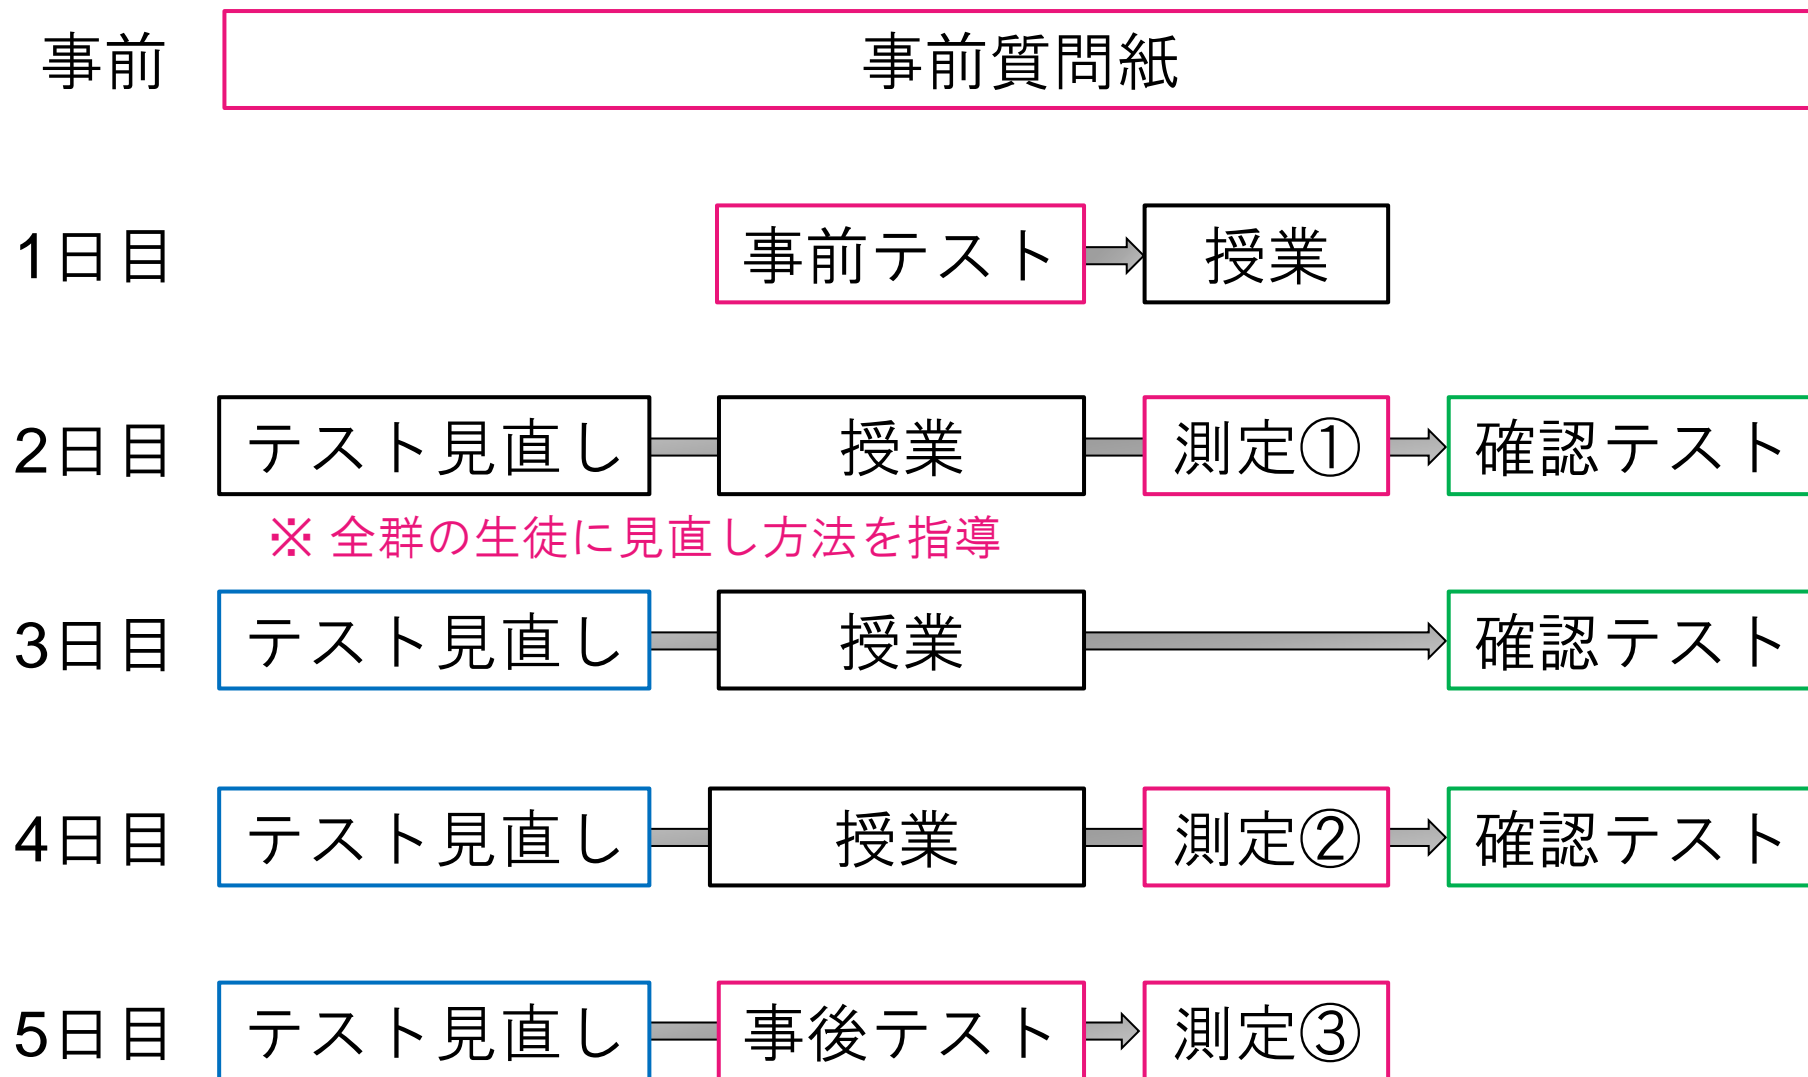 事前 事前質問紙
1日目 事前テスト 授業
2日目 テスト見直し 授業 測定① 確認テスト
※ 全群の生徒に見直し方法を指導
3日目 テスト見直し 授業 確認テスト
4日目 テスト見直し 授業 測定② 確認テスト
5日目 テスト見直し 事後テスト 測定③